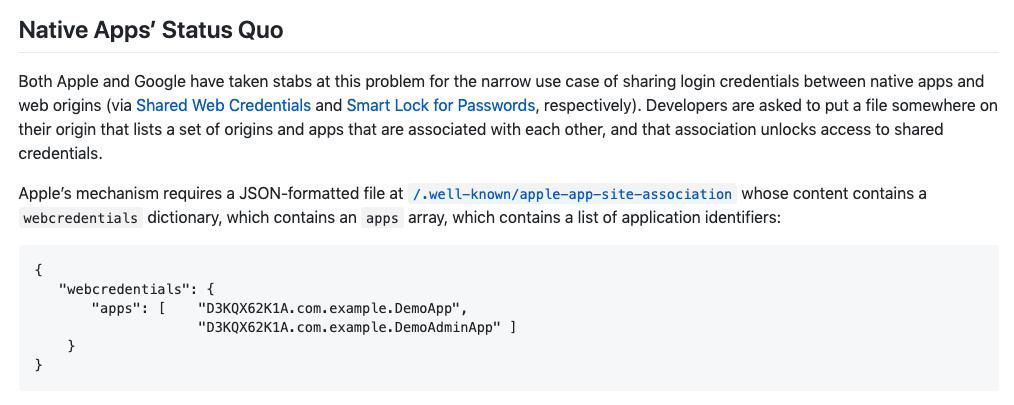 Native Apps’ Status Quo
Both Apple and Google have taken stabs at this problem for the narrow use case of sharing login credentials between native apps and
web origins (via Shared Web Credentials and Smart Lock for Passwords, respectively). Developers are asked to put a file somewhere on
their origin that lists a set of origins and apps that are associated with each other, and that association unlocks access to shared
credentials.
Apple’s mechanism requires a JSON-formatted file at /.well-known/apple-app-site-association whose content contains a
webcredentials dictionary, which contains an apps array, which contains a list of application identifiers:
{
   "webcredentials": {
       "apps": [    "D3KQX62K1A.com.example.DemoApp",
                    "D3KQX62K1A.com.example.DemoAdminApp" ]
    }
}